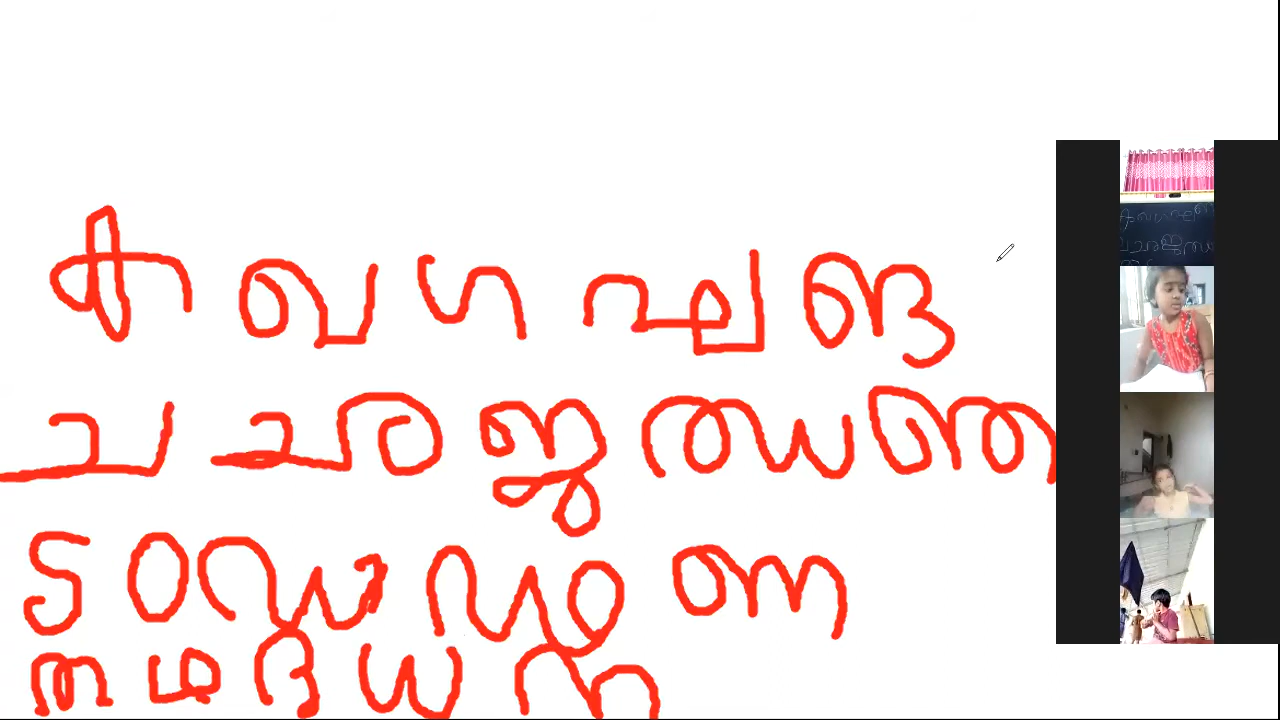 ക ഖ ഗ ഘ ങ
ച ഛ ജ ഝ ഞ
ട ഠ ഡ ഢ ണ
ത ഥ ദ ധ ന